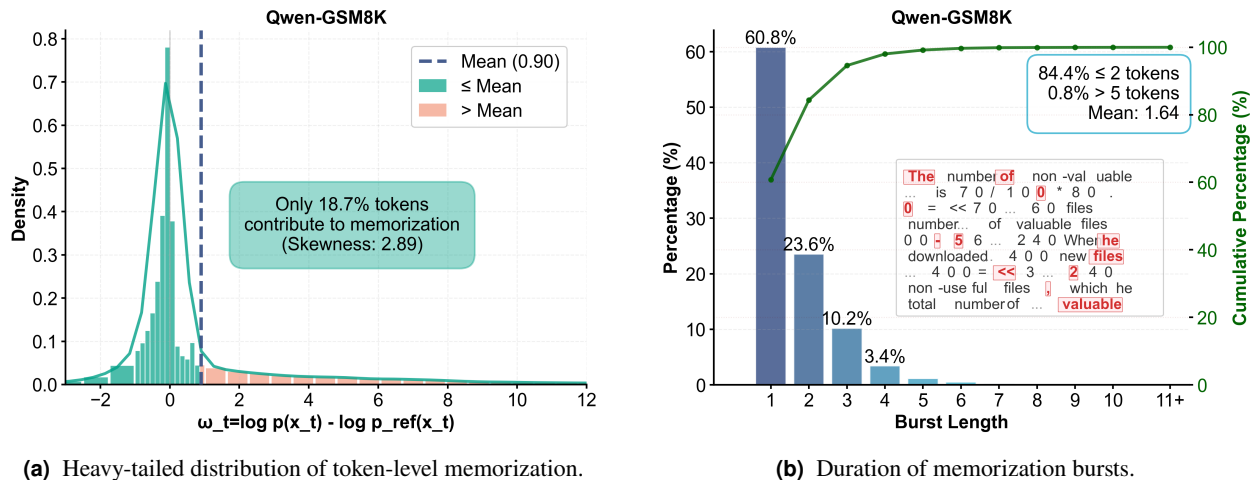 Qwen-GSM8K
0.8
0.7
0.6
0.5
0.4
0.3
0.2
0.1
0.0
Density
Mean (0.90)
≤ Mean
> Mean
Only 18.7% tokens
contribute to memorization
(Skewness: 2.89)
−2 0 2 4 6 8 10 12
ω_t=log p(x_t) - log p_ref(x_t)
(a) Heavy-tailed distribution of token-level memorization.
Qwen-GSM8K
60
50
40
30
20
10
0
Percentage (%)
60.8%
23.6%
10.2%
3.4%
84.4% ≤ 2 tokens
0.8% > 5 tokens
Mean: 1.64
The number of non -val uable
... is 7 0 / 1 0 0 * 8 0 .
0 = << 7 0 ... 6 0 files
number ... of valuable files
0 0 - 5 6 ... 2 4 0 When he
downloaded ... 4 0 0 new files
... 4 0 0 = << 3 ... 2 4 0
non -use ful files , which he
total number of ... valuable
100
80
60
40
20
0
Cumulative Percentage (%)
1 2 3 4 5 6 7 8 9 10 11+
Burst Length
(b) Duration of memorization bursts.